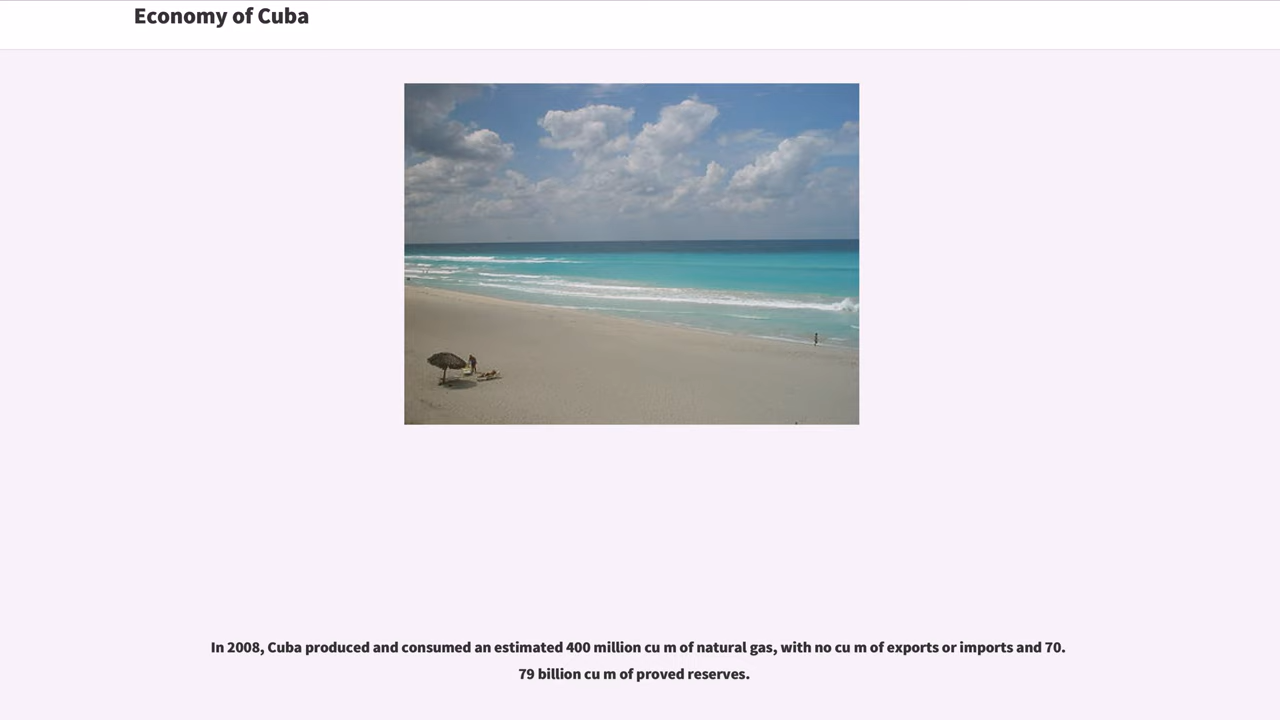 Economy of Cuba
In 2008, Cuba produced and consumed an estimated 400 million cu m of natural gas, with no cu m of exports or imports and 70.
79 billion cu m of proved reserves.